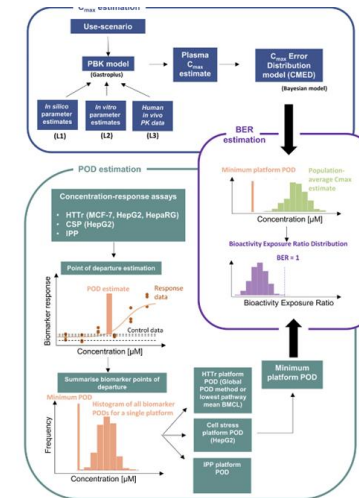 Cmax estimation
Use-scenario
PBK model
(Gastroplus)
Plasma
Cmax
estimate
Cmax Error
Distribution
model (CMED)
(Bayesian model)
In silico
parameter
estimates
(L1)
In vitro
parameter
estimates
(L2)
Human
in vivo
PK data
(L3)
BER
estimation
Minimum platform POD
Population-
average Cmax
estimate
Concentration [µM]
Bioactivity Exposure Ratio Distribution
BER = 1
Bioactivity Exposure Ratio
POD estimation
Concentration-response assays
• HTTr (MCF-7, HepG2, HepaRG)
• CSP (HepG2)
• IPP
Point of departure estimation
POD estimate
Response
data
Control data
Biomarker response
Concentration [µM]
Summarise biomarker points of
departure
Minimum POD
Histogram of all biomarker
PODs for a single platform
Frequency
Concentration [µM]
HTTr platform
POD (Global
POD method or
lowest pathway
mean BMCL)
Cell stress
platform POD
(HepG2)
IPP platform
POD
Minimum
platform POD